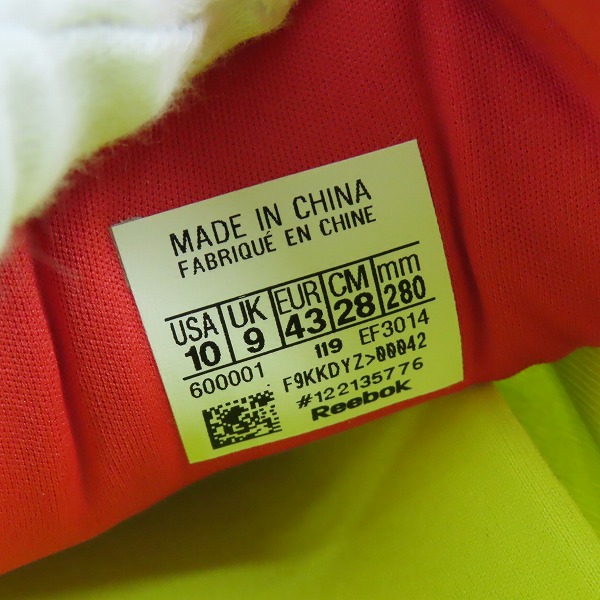 MADE IN CHINA
FABRIQUÉ EN CHINE
USA UK EUR CM mm
10 9 43 28 280
119 EF3014
600001 F9KKDYZ>00042
#122135776
Reebok